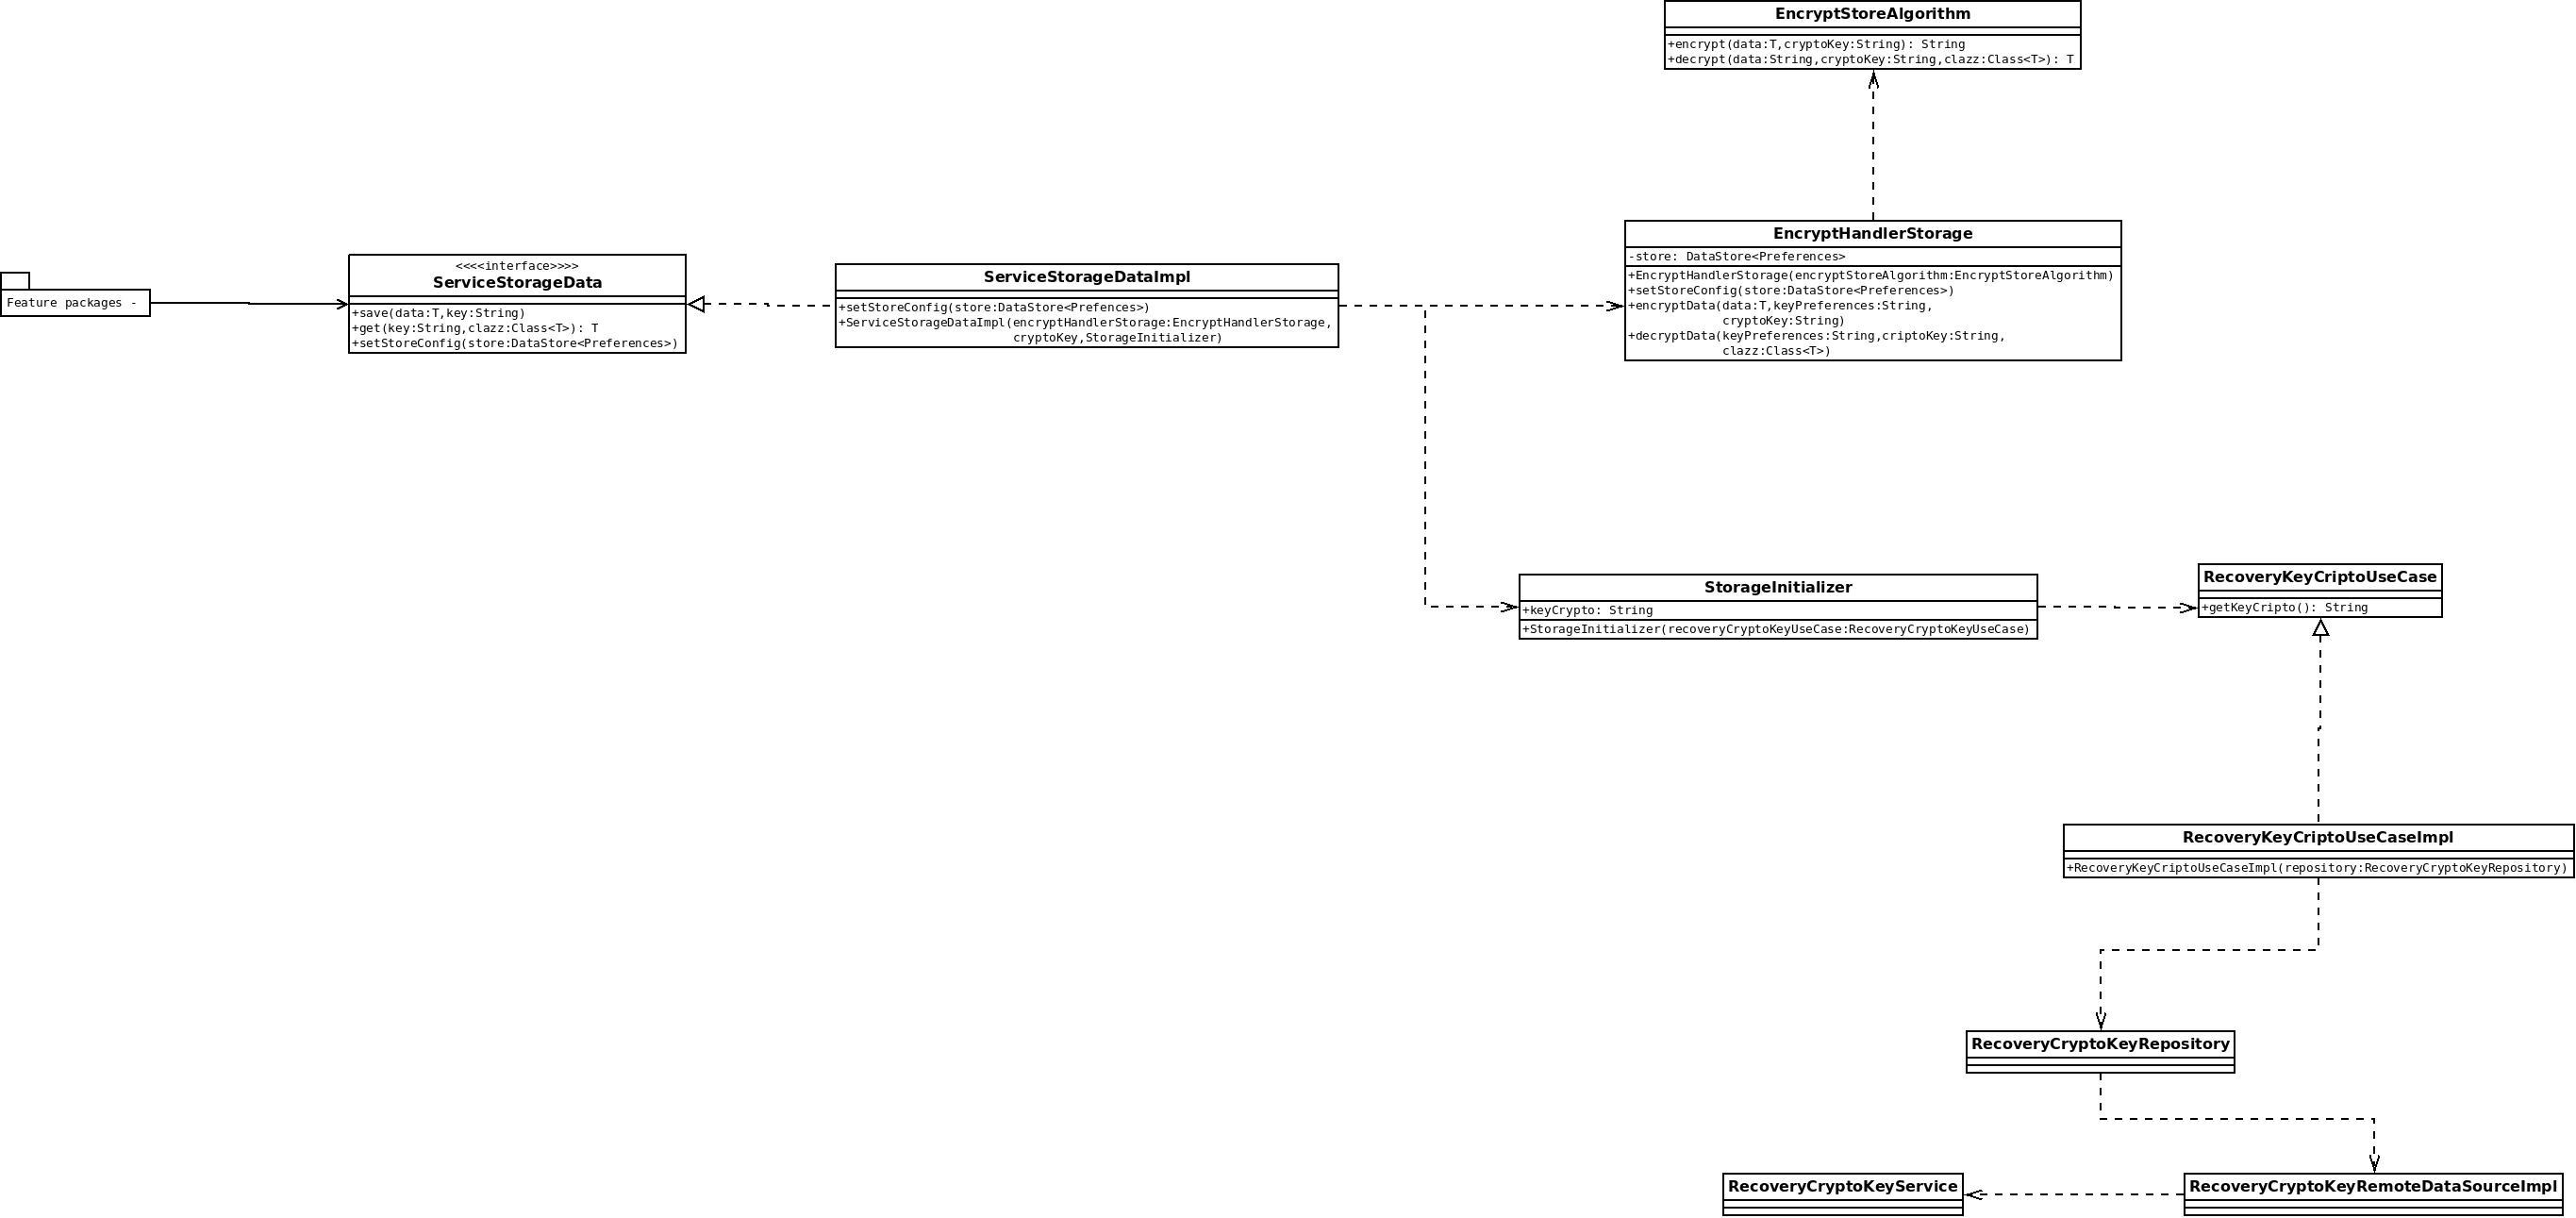 EncryptStoreAlgorithm
+encrypt(data:T,cryptoKey:String): String
+decrypt(data:String,cryptoKey:String,clazz:Class<T>): T
Feature packages -
<<<<interface>>>>
ServiceStorageData
+save(data:T,key:String)
+get(key:String,clazz:Class<T>): T
+setStoreConfig(store:DataStore<Preferences>)
ServiceStorageDataImpl
+setStoreConfig(store:DataStore<Prefences>)
+ServiceStorageDataImpl(encryptHandlerStorage:EncryptHandlerStorage,
cryptoKey,StorageInitializer)
EncryptHandlerStorage
-store: DataStore<Preferences>
+EncryptHandlerStorage(encryptStoreAlgorithm:EncryptStoreAlgorithm)
+setStoreConfig(store:DataStore<Preferences>)
+encryptData(data:T,keyPreferences:String,
cryptoKey:String)
+decryptData(keyPreferences:String,criptoKey:String,
clazz:Class<T>)
StorageInitializer
+keyCrypto: String
+StorageInitializer(recoveryCryptoKeyUseCase:RecoveryCryptoKeyUseCase)
RecoveryKeyCriptoUseCase
+getKeyCripto(): String
RecoveryKeyCriptoUseCaseImpl
+RecoveryKeyCriptoUseCaseImpl(repository:RecoveryCryptoKeyRepository)
RecoveryCryptoKeyRepository
RecoveryCryptoKeyService
RecoveryCryptoKeyRemoteDataSourceImpl